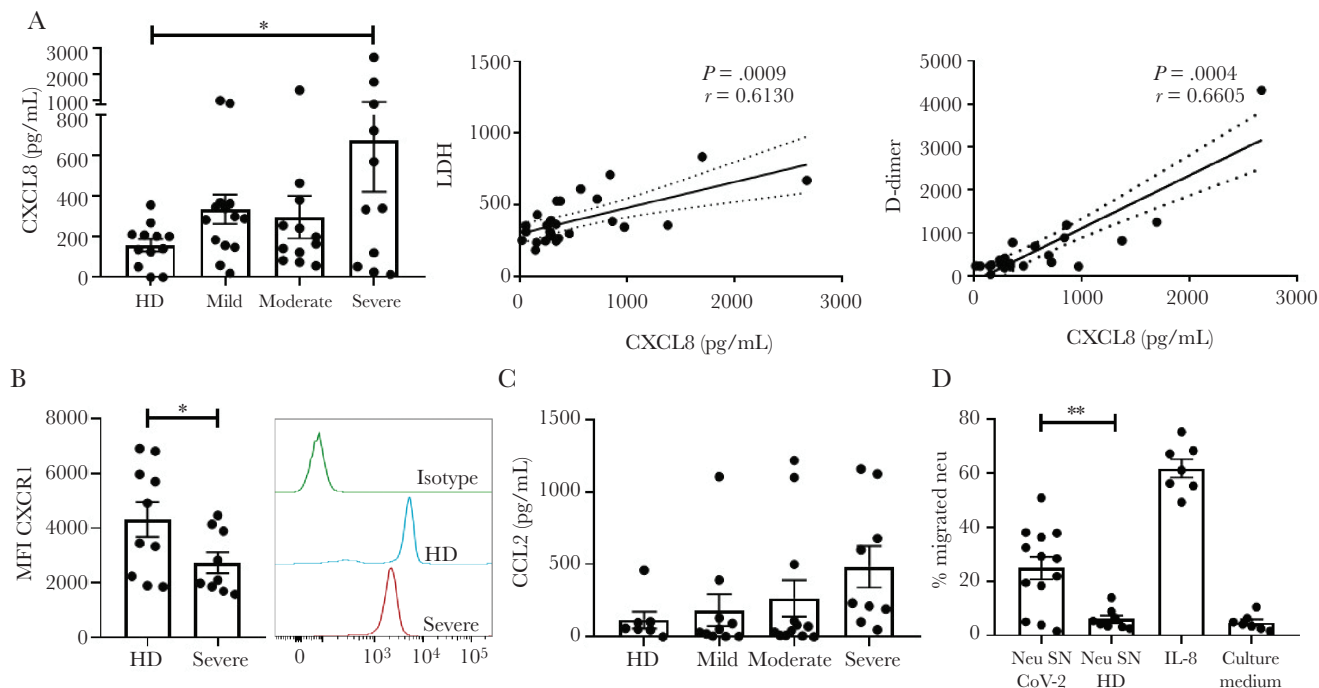 A
*
CXCL8 (pg/mL)
3000
2000
1000
800
600
400
200
0
HD Mild Moderate Severe
LDH
1500
1000
500
0
P = .0009
r = 0.6130
0 1000 2000 3000
CXCL8 (pg/mL)
D-dimer
5000
4000
3000
2000
1000
0
P = .0004
r = 0.6605
0 1000 2000 3000
CXCL8 (pg/mL)
B
*
MFI CXCR1
8000
6000
4000
2000
0
HD Severe
Isotype
HD
Severe
0 10³ 10⁴ 10⁵
C
CCL2 (pg/mL)
1500
1000
500
0
HD Mild Moderate Severe
D
**
% migrated neu
80
60
40
20
0
Neu SN Neu SN IL-8 Culture
CoV-2 HD medium